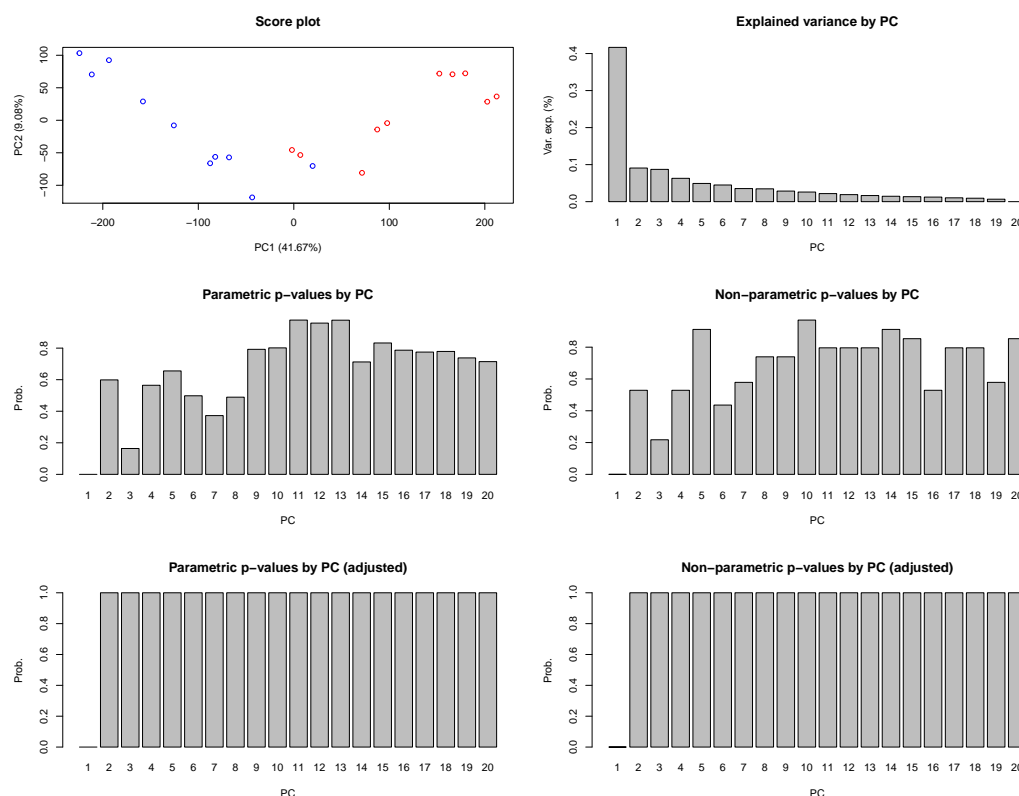 Score plot
100
50
0
−50
−100
PC2 (9.08%)
−200 −100 0 100 200
PC1 (41.67%)
Explained variance by PC
0.4
0.3
0.2
0.1
0.0
Var. exp. (%)
1 2 3 4 5 6 7 8 9 10 11 12 13 14 15 16 17 18 19 20
PC
Parametric p−values by PC
0.8
0.6
0.4
0.2
0.0
Prob.
1 2 3 4 5 6 7 8 9 10 11 12 13 14 15 16 17 18 19 20
PC
Non−parametric p−values by PC
0.8
0.6
0.4
0.2
0.0
Prob.
1 2 3 4 5 6 7 8 9 10 11 12 13 14 15 16 17 18 19 20
PC
Parametric p−values by PC (adjusted)
1.0
0.8
0.6
0.4
0.2
0.0
Prob.
1 2 3 4 5 6 7 8 9 10 11 12 13 14 15 16 17 18 19 20
PC
Non−parametric p−values by PC (adjusted)
1.0
0.8
0.6
0.4
0.2
0.0
Prob.
1 2 3 4 5 6 7 8 9 10 11 12 13 14 15 16 17 18 19 20
PC